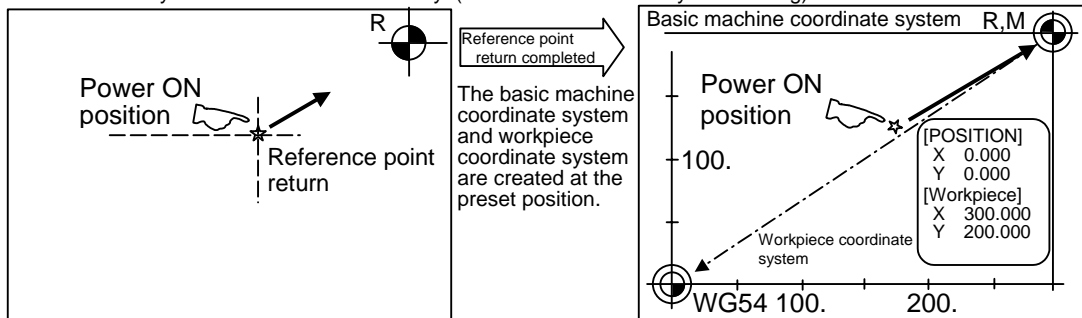 R
Power ON
position
Reference point
return
Reference point
return completed
The basic machine
coordinate system
and workpiece
coordinate system
are created at the
preset position.
Basic machine coordinate system R,M
Power ON
position
[POSITION]
X 0.000
Y 0.000
[Workpiece]
X 300.000
Y 200.000
100.
Workpiece coordinate
system
WG54 100. 200.